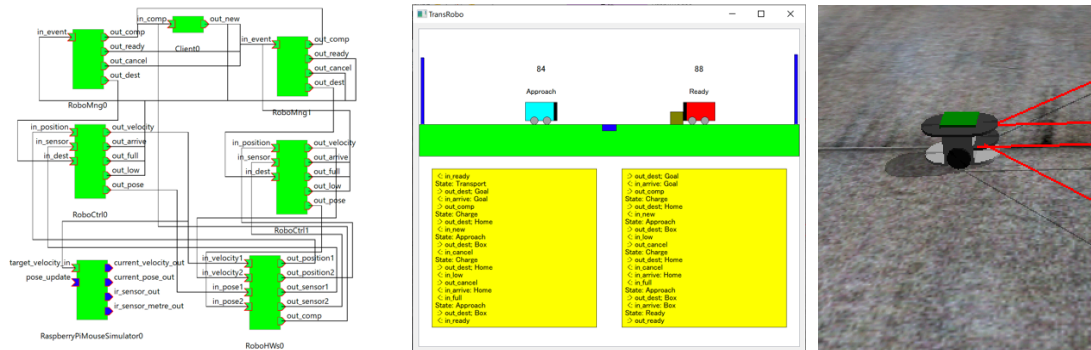 in_comp
out_new
Client0
in_event
out_comp
out_ready
out_cancel
out_dest
RoboMng0
in_event
out_comp
out_ready
out_cancel
out_dest
RoboMng1
in_position
in_sensor
in_dest
out_velocity
out_arrive
out_full
out_low
out_pose
RoboCtrl0
in_position
in_sensor
in_dest
out_velocity
out_arrive
out_full
out_low
out_pose
RoboCtrl1
target_velocity_in
pose_update
current_velocity_out
current_pose_out
ir_sensor_out
ir_sensor_metre_out
RaspberryPiMouseSimulator0
in_velocity1
in_velocity2
in_pose1
in_pose2
out_position1
out_position2
out_sensor1
out_sensor2
out_comp
RoboHWs0
TransRobo
84
88
Approach
Ready
<: in_ready
State: Transport
:> out_dest: Goal
<: in_arrive: Goal
:> out_comp
State: Charge
:> out_dest: Home
<: in_new
State: Approach
:> out_dest: Box
<: in_cancel
State: Charge
:> out_dest: Home
<: in_low
:> out_cancel
<: in_arrive: Home
<: in_full
State: Approach
:> out_dest: Box
<: in_ready
:> out_dest: Goal
<: in_arrive: Goal
:> out_comp
State: Charge
:> out_dest: Home
<: in_new
State: Approach
:> out_dest: Box
<: in_low
:> out_cancel
State: Charge
:> out_dest: Home
<: in_cancel
<: in_arrive: Home
<: in_full
State: Approach
:> out_dest: Box
<: in_arrive: Box
State: Ready
:> out_ready